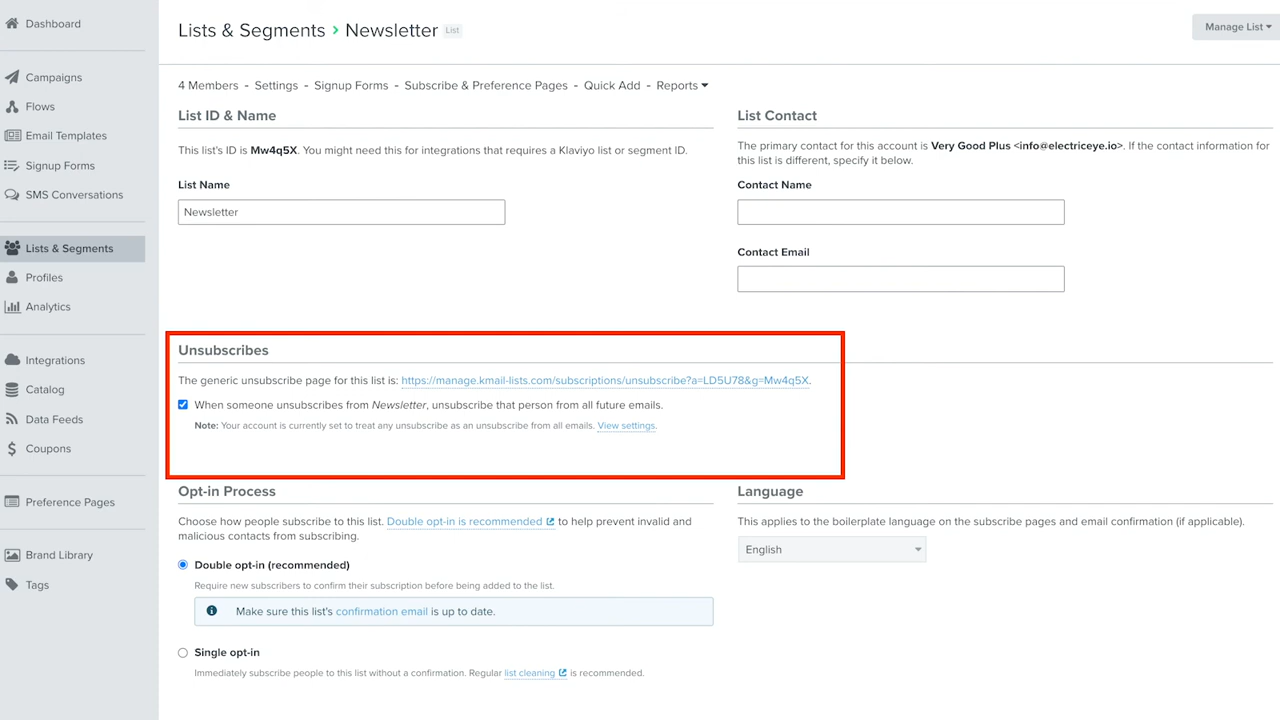 Dashboard
Campaigns
Flows
Email Templates
Signup Forms
SMS Conversations
Lists & Segments
Profiles
Analytics
Integrations
Catalog
Data Feeds
Coupons
Preference Pages
Brand Library
Tags
Lists & Segments › Newsletter List
Manage List
4 Members - Settings - Signup Forms - Subscribe & Preference Pages - Quick Add - Reports
List ID & Name
This list's ID is Mw4q5X. You might need this for integrations that requires a Klaviyo list or segment ID.
List Name
Newsletter
List Contact
The primary contact for this account is Very Good Plus <info@electriceye.io>. If the contact information for
this list is different, specify it below.
Contact Name
Contact Email
Unsubscribes
The generic unsubscribe page for this list is: https://manage.kmail-lists.com/subscriptions/unsubscribe?a=LD5U78&g=Mw4q5X.
When someone unsubscribes from Newsletter, unsubscribe that person from all future emails.
Note: Your account is currently set to treat any unsubscribe as an unsubscribe from all emails. View settings.
Opt-in Process
Choose how people subscribe to this list. Double opt-in is recommended to help prevent invalid and
malicious contacts from subscribing.
Double opt-in (recommended)
Require new subscribers to confirm their subscription before being added to the list.
Make sure this list's confirmation email is up to date.
Single opt-in
Immediately subscribe people to this list without a confirmation. Regular list cleaning is recommended.
Language
This applies to the boilerplate language on the subscribe pages and email confirmation (if applicable).
English